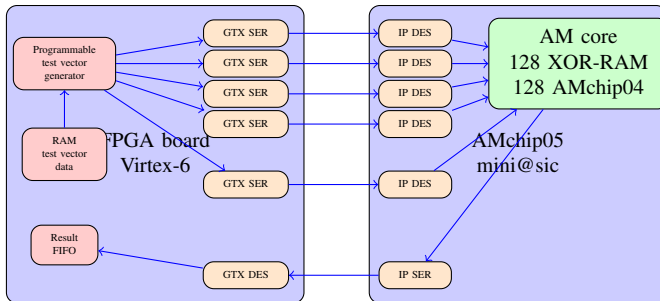 Programmable
test vector
generator
RAM
test vector
data
Result
FIFO
FPGA board
Virtex-6
GTX SER
GTX SER
GTX SER
GTX SER
GTX SER
GTX DES
IP DES
IP DES
IP DES
IP DES
IP DES
IP SER
AM core
128 XOR-RAM
128 AMchip04
AMchip05
mini@sic